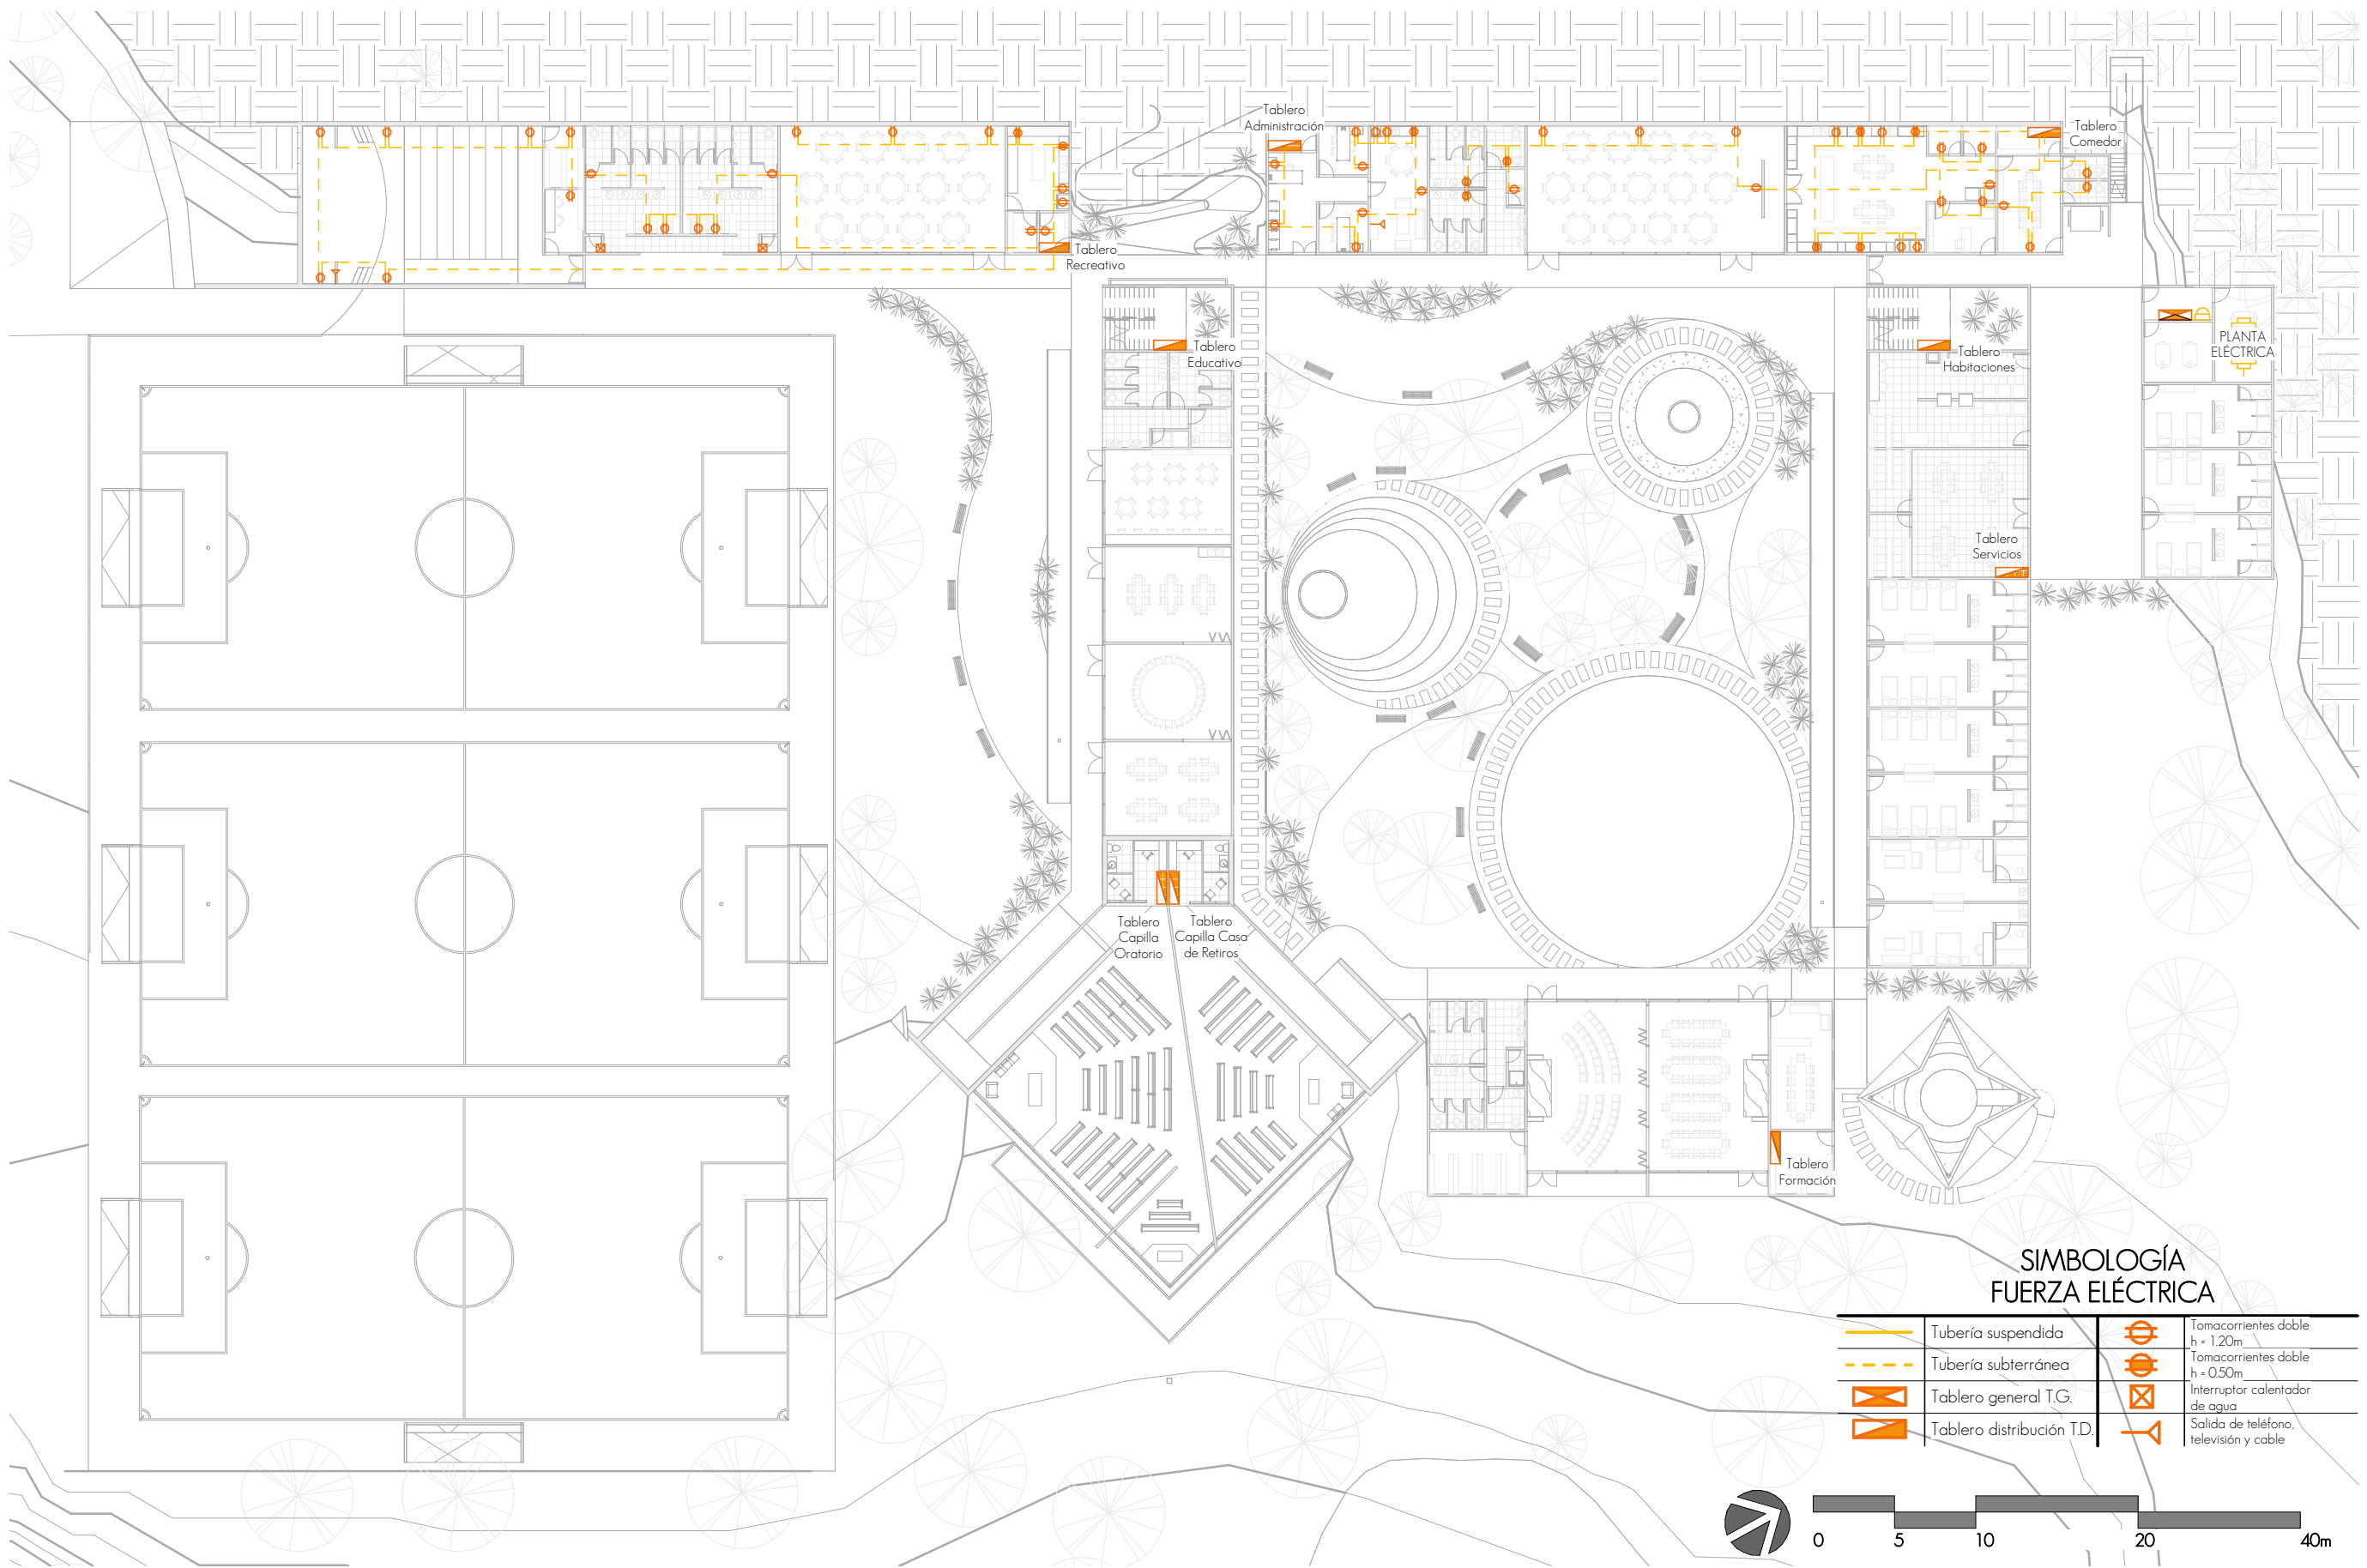 Tablero
Administración
Tablero
Comedor
Tablero
Recreativo
Tablero
Educativo
Tablero
Habitaciones
PLANTA
ELÉCTRICA
Tablero
Servicios
Tablero
Capilla
Oratorio
Tablero
Capilla Casa
de Retiros
Tablero
Formación
SIMBOLOGÍA
FUERZA ELÉCTRICA
Tubería suspendida
Tomacorrientes doble
h = 1.20m
Tubería subterránea
Tomacorrientes doble
h = 0.50m
Tablero general T.G.
Interruptor calentador
de agua
Tablero distribución T.D.
Salida de teléfono,
televisión y cable
0 5 10 20 40m